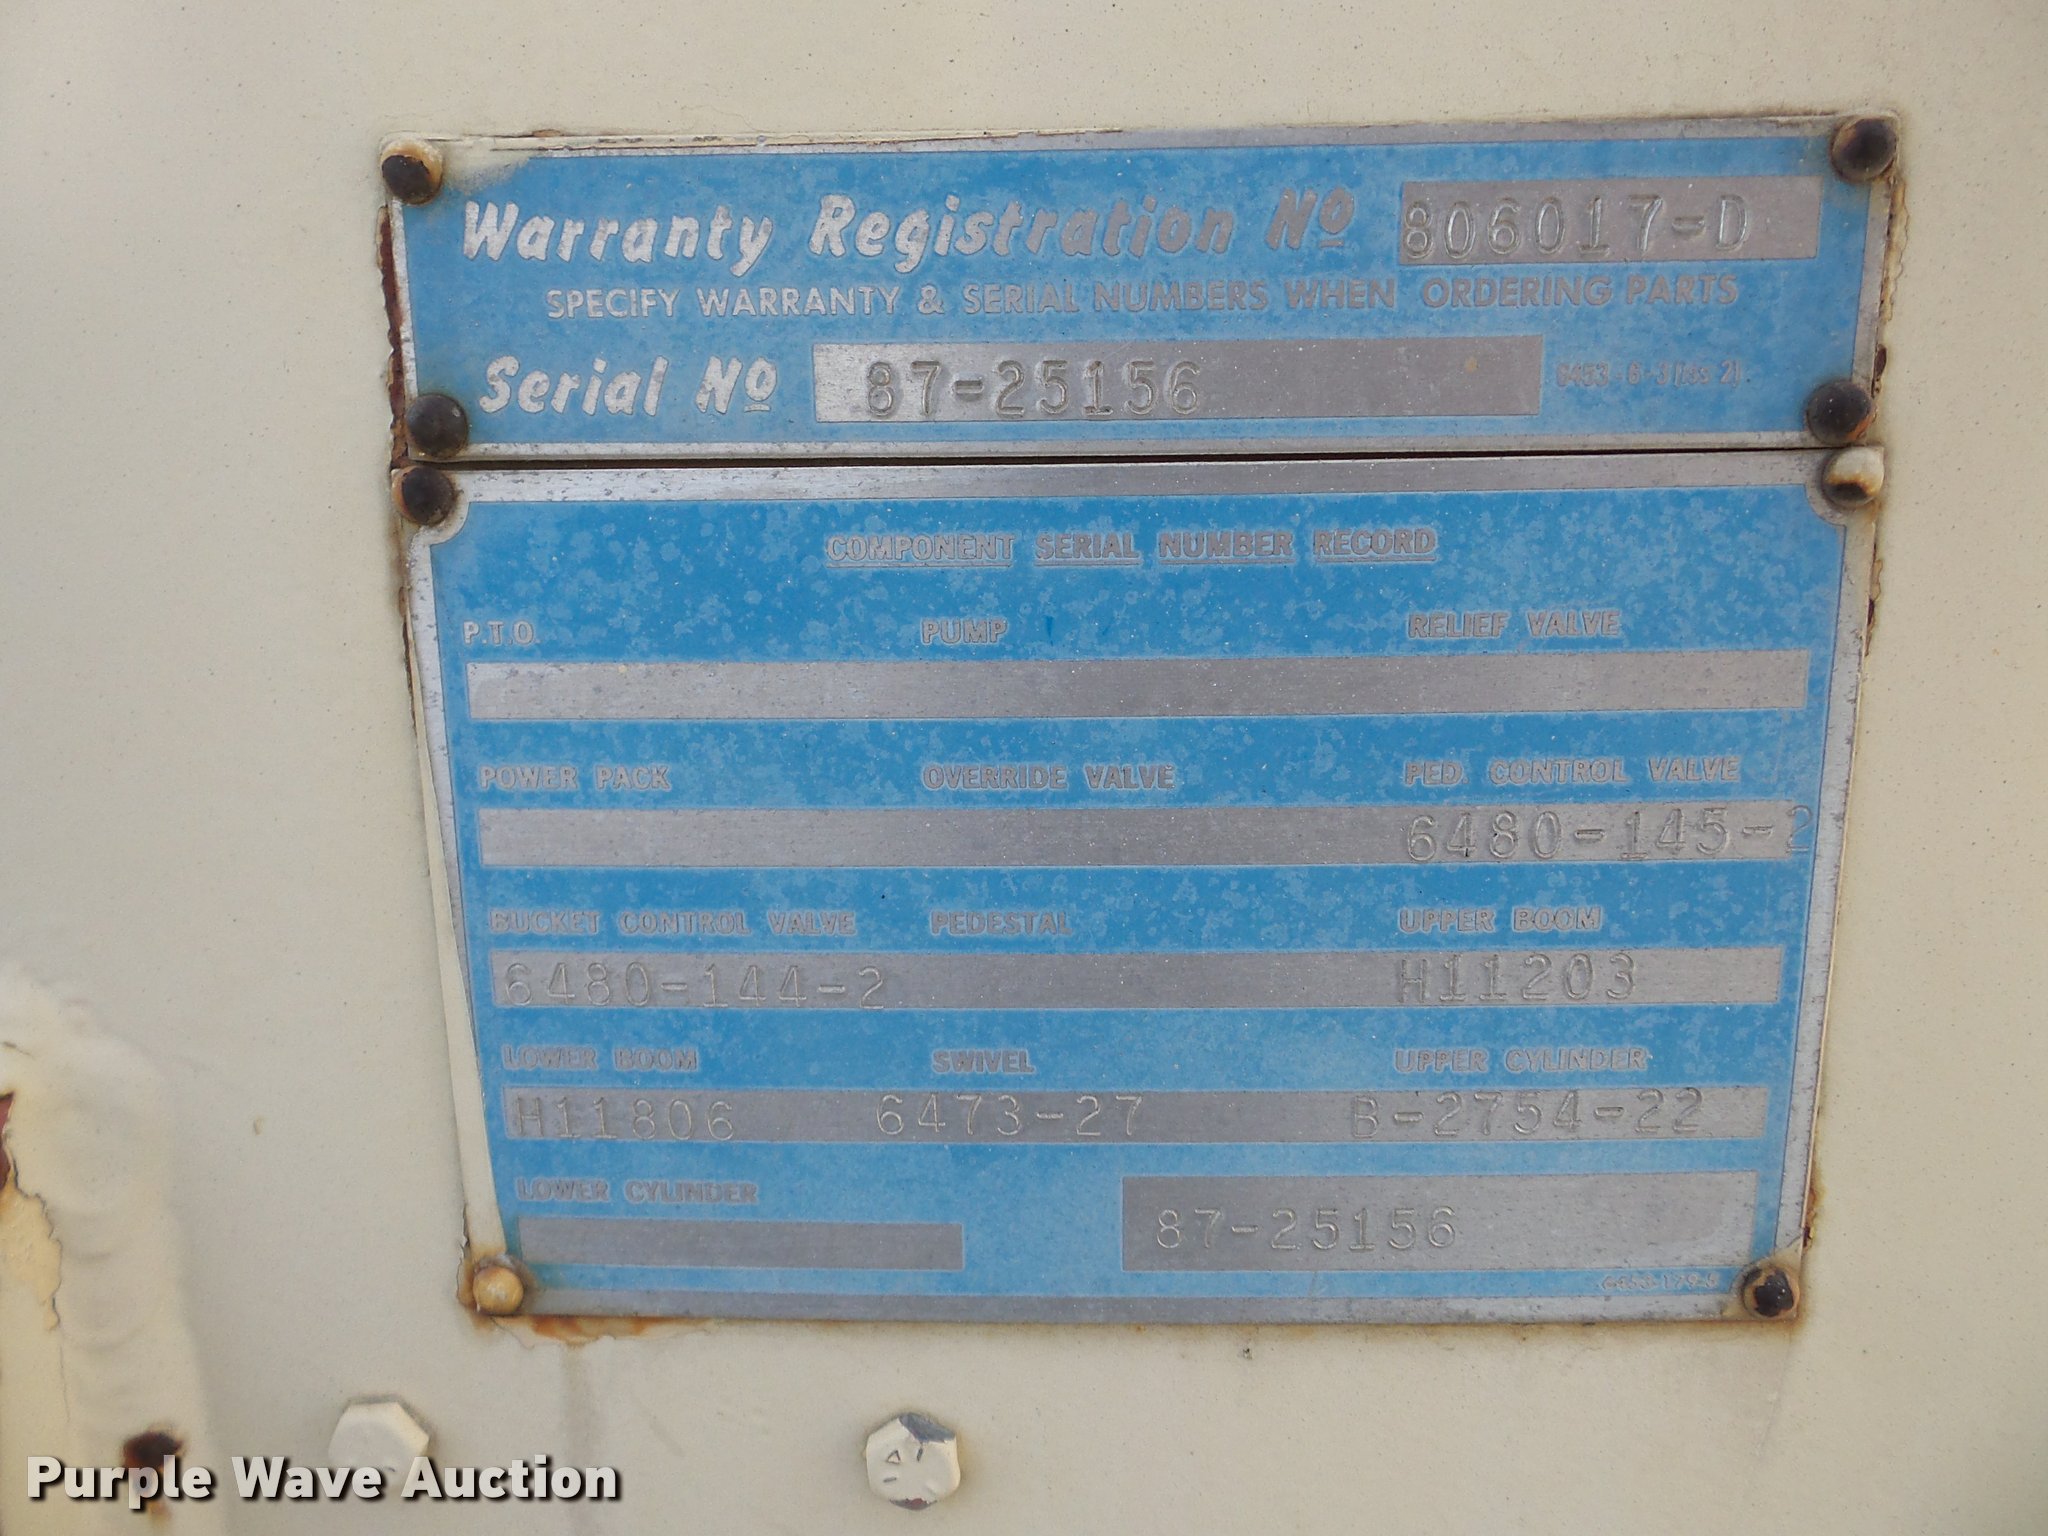 Warranty Registration No 806017-D
SPECIFY WARRANTY & SERIAL NUMBERS WHEN ORDERING PARTS
Serial No 87-25156
COMPONENT SERIAL NUMBER RECORD
P.T.O. PUMP RELIEF VALVE
POWER PACK OVERRIDE VALVE PED. CONTROL VALVE
6480-145-2
BUCKET CONTROL VALVE PEDESTAL UPPER BOOM
6480-144-2 H11203
LOWER BOOM SWIVEL UPPER CYLINDER
H11806 6473-27 B-2754-22
LOWER CYLINDER
87-25156
Purple Wave Auction